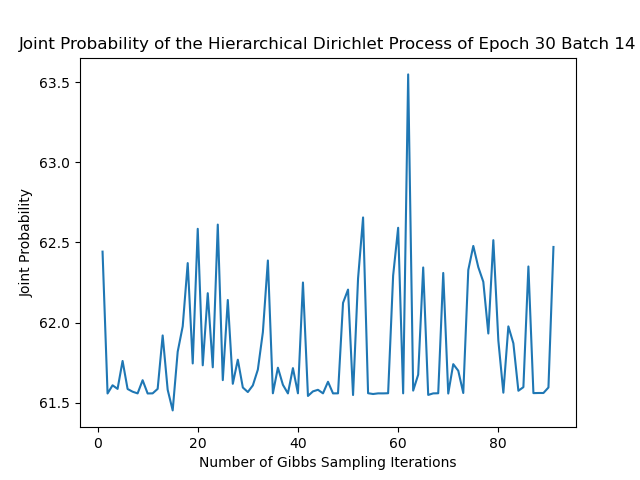 Joint Probability of the Hierarchical Dirichlet Process of Epoch 30 Batch 14
63.5
63.0
62.5
62.0
61.5
Joint Probability
0 20 40 60 80
Number of Gibbs Sampling Iterations